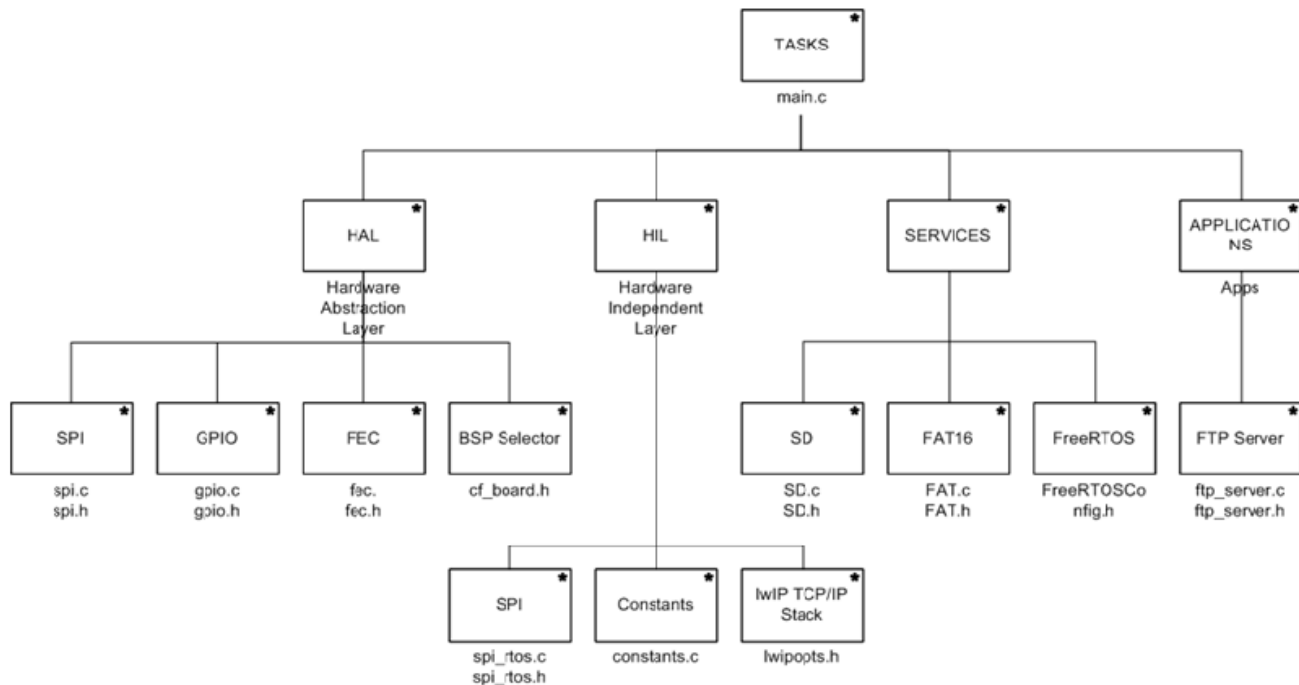 *
TASKS
main.c
*
HAL
Hardware
Abstraction
Layer
*
HIL
Hardware
Independent
Layer
*
SERVICES
*
APPLICATIO
NS
Apps
*
SPI
spi.c
spi.h
*
GPIO
gpio.c
gpio.h
*
FEC
fec.
fec.h
*
BSP Selector
cf_board.h
*
SD
SD.c
SD.h
*
FAT16
FAT.c
FAT.h
*
FreeRTOS
FreeRTOSCo
nfig.h
*
FTP Server
ftp_server.c
ftp_server.h
*
SPI
spi_rtos.c
spi_rtos.h
*
Constants
constants.c
*
lwIP TCP/IP
Stack
lwipopts.h